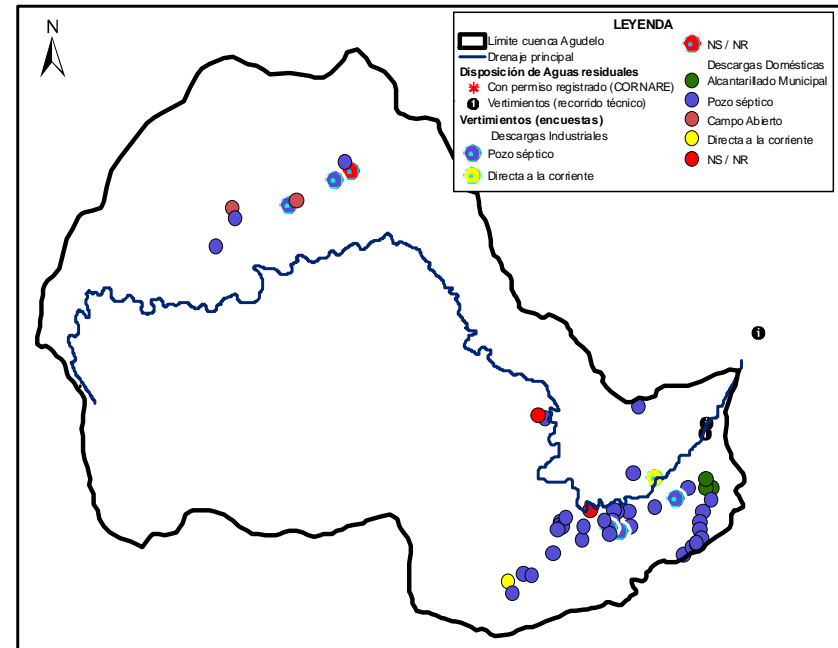 N
LEYENDA
Límite cuenca Agudelo
Drenaje principal
Disposición de Aguas residuales
Con permiso registrado (CORNARE)
Vertimientos (recorrido técnico)
Vertimientos (encuestas)
Descargas Industriales
Pozo séptico
Directa a la corriente
NS / NR
Descargas Domésticas
Alcantarillado Municipal
Pozo séptico
Campo Abierto
Directa a la corriente
NS / NR